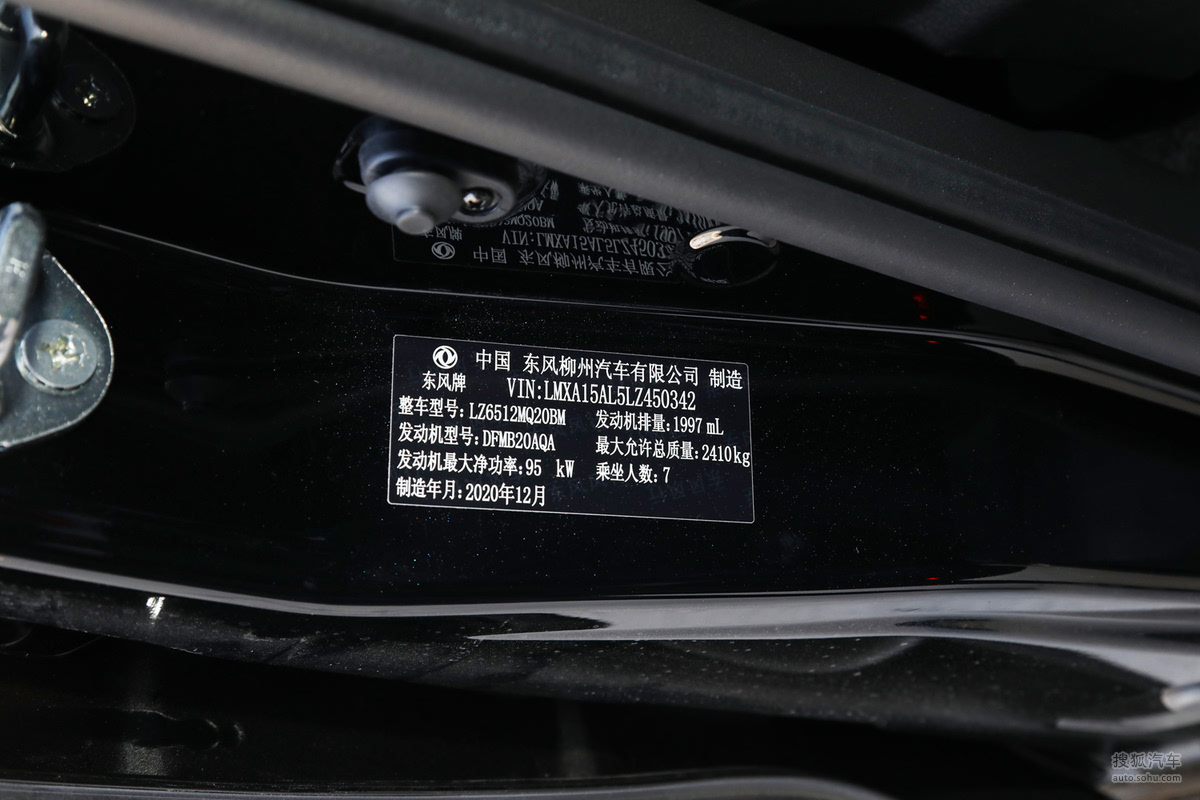 中国 东风柳州汽车有限公司 制造
东风牌 VIN:LMXA15AL5LZ450342
整车型号:LZ6512MQ20BM 发动机排量:1997 mL
发动机型号:DFMB20AQA 最大允许总质量:2410kg
发动机最大净功率:95 kW 乘坐人数:7
制造年月:2020年12月
搜狐汽车
auto.sohu.com